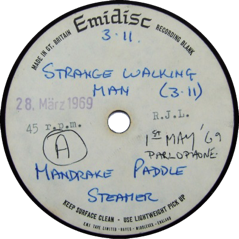 MADE IN GT. BRITAIN
Emidisc
RECORDING BLANK
3·11.
STRANGE WALKING
MAN (3·11)
28. März 1969
R.J.L.
45 r.p.m.
1ST MAY '69
PARLOPHONE
A
MANDRAKE PADDLE
STEAMER
KEEP SURFACE CLEAN · USE LIGHTWEIGHT PICK UP